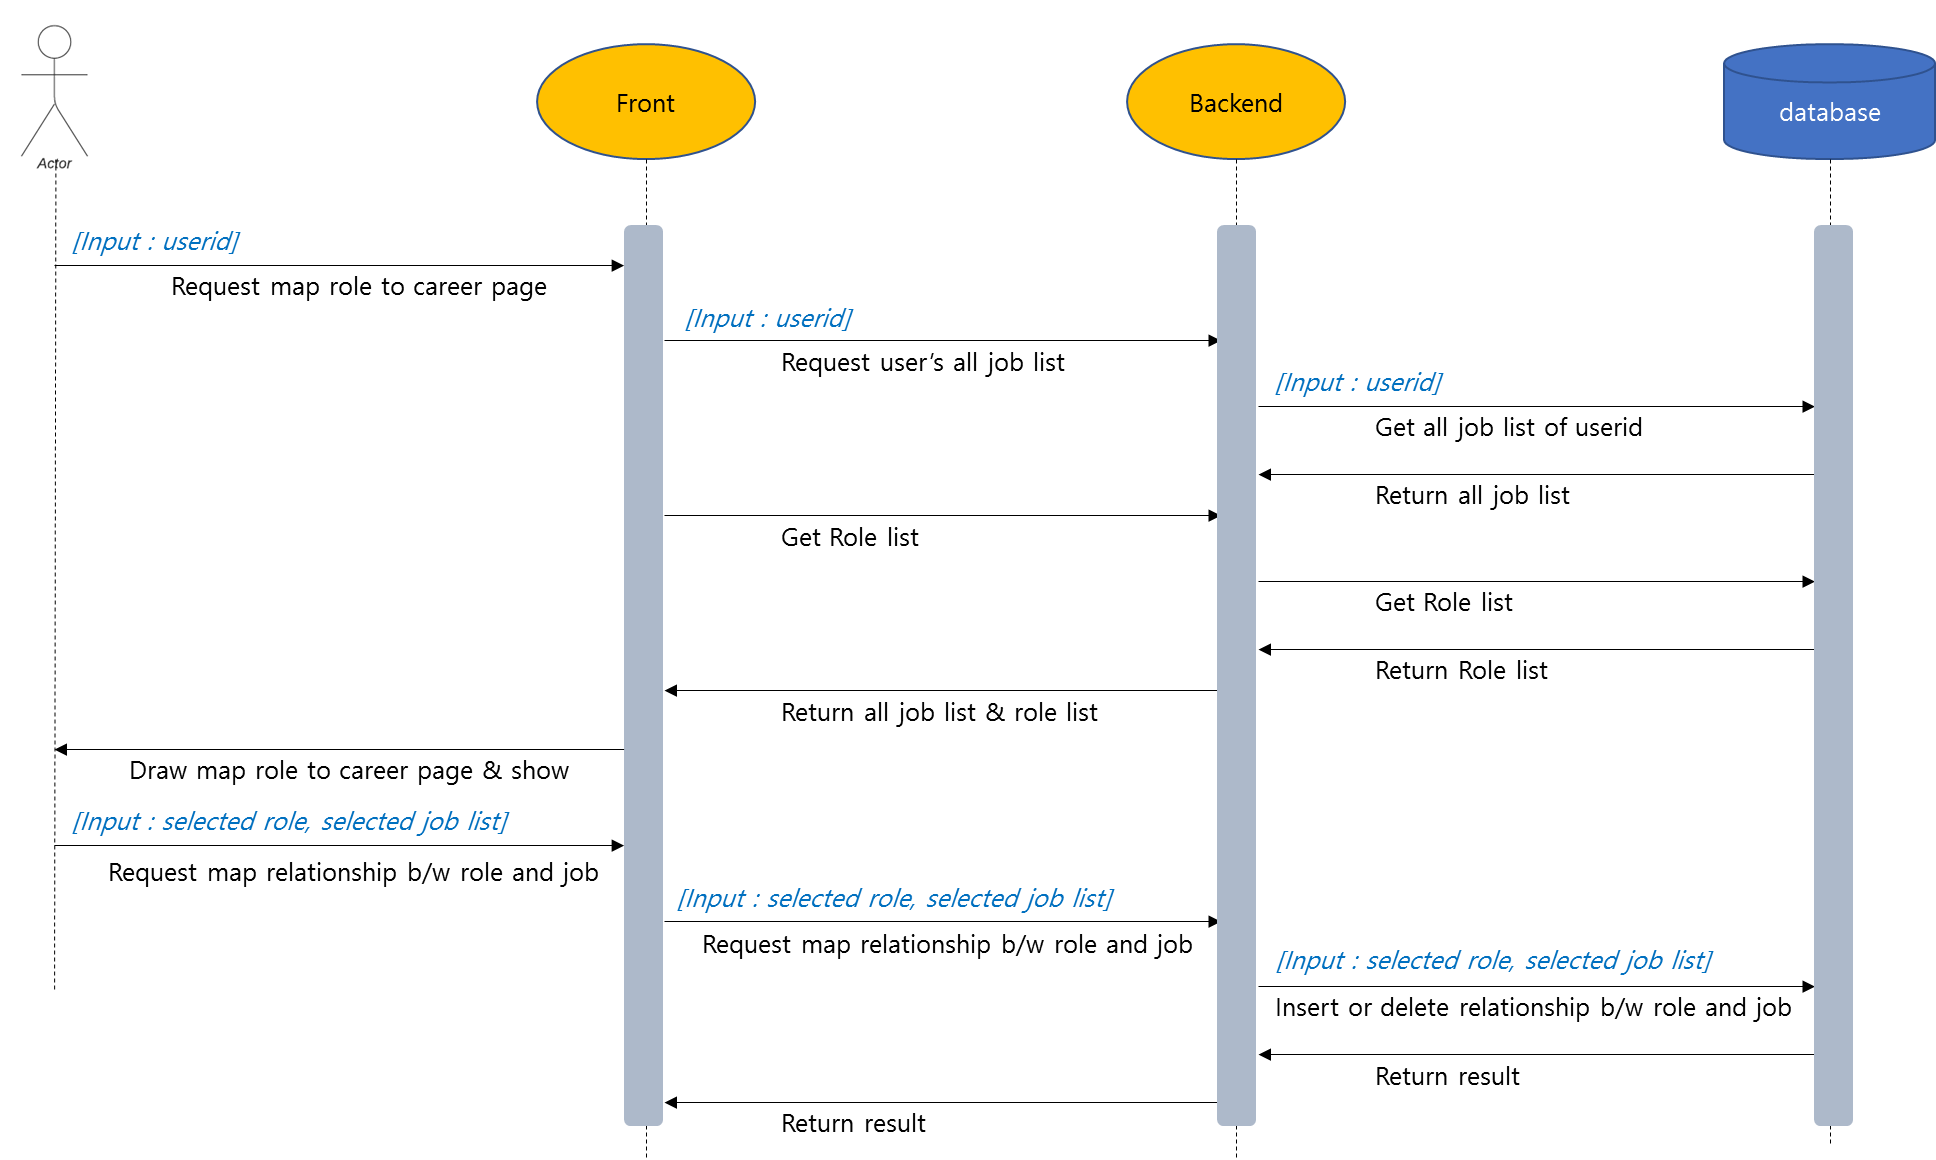 Actor
Front
Backend
database
[Input : userid]
Request map role to career page
[Input : userid]
Request user’s all job list
[Input : userid]
Get all job list of userid
Return all job list
Get Role list
Get Role list
Return Role list
Return all job list & role list
Draw map role to career page & show
[Input : selected role, selected job list]
Request map relationship b/w role and job
[Input : selected role, selected job list]
Request map relationship b/w role and job
[Input : selected role, selected job list]
Insert or delete relationship b/w role and job
Return result
Return result